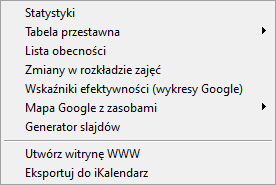 Statystyki
Tabela przestawna
Lista obecności
Zmiany w rozkładzie zajęć
Wskaźniki efektywności (wykresy Google)
Mapa Google z zasobami
Generator slajdów
Utwórz witrynę WWW
Eksportuj do iKalendarz